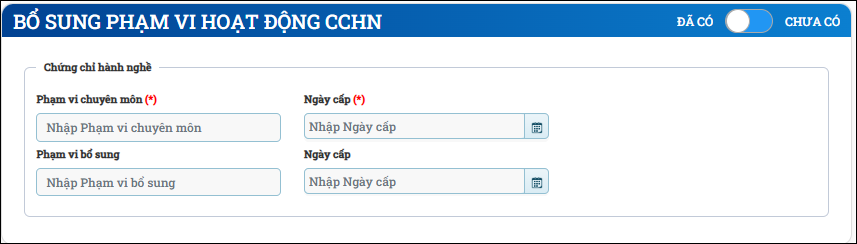 BỔ SUNG PHẠM VI HOẠT ĐỘNG CCHN ĐÃ CÓ CHƯA CÓ
Chứng chỉ hành nghề
Phạm vi chuyên môn (*) Ngày cấp (*)
Nhập Phạm vi chuyên môn Nhập Ngày cấp
Phạm vi bổ sung Ngày cấp
Nhập Phạm vi bổ sung Nhập Ngày cấp